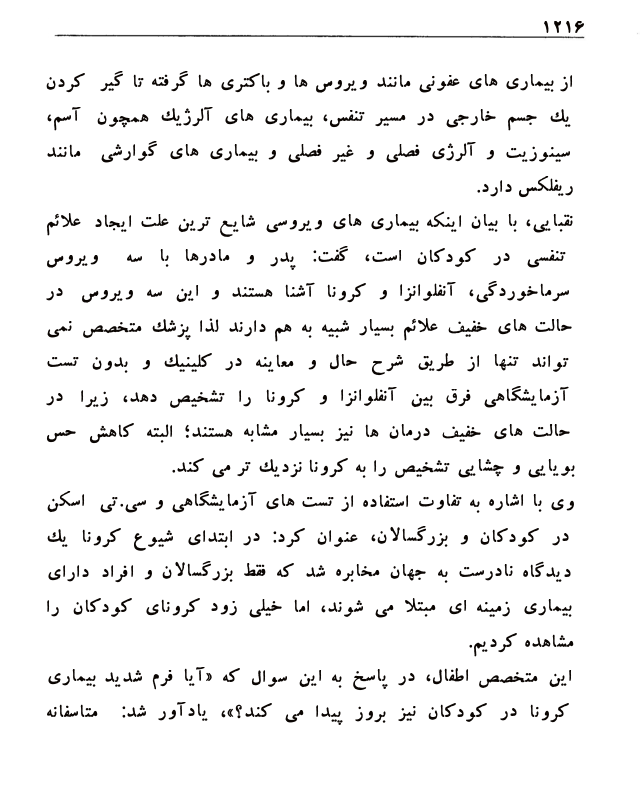 ۱۲۱۶
از بیماری های عفونی مانند ویروس ها و باکتری ها گرفته تا گیر کردن
یك جسم خارجی در مسیر تنفس، بیماری های آلرژیك همچون آسم،
سینوزیت و آلرژی فصلی و غیر فصلی و بیماری های گوارشی مانند
ریفلکس دارد.
نقبایی، با بیان اینکه بیماری های ویروسی شایع ترین علت ایجاد علائم
تنفسی در کودکان است، گفت: پدر و مادرها با سه ویروس
سرماخوردگی، آنفلوانزا و کرونا آشنا هستند و این سه ویروس در
حالت های خفیف علائم بسیار شبیه به هم دارند لذا پزشك متخصص نمی
تواند تنها از طریق شرح حال و معاینه در کلینیك و بدون تست
آزمایشگاهی فرق بین آنفلوانزا و کرونا را تشخیص دهد، زیرا در
حالت های خفیف درمان ها نیز بسیار مشابه هستند؛ البته کاهش حس
بویایی و چشایی تشخیص را به کرونا نزدیك تر می کند.
وی با اشاره به تفاوت استفاده از تست های آزمایشگاهی و سی.تی اسکن
در کودکان و بزرگسالان، عنوان کرد: در ابتدای شیوع کرونا یك
دیدگاه نادرست به جهان مخابره شد که فقط بزرگسالان و افراد دارای
بیماری زمینه ای مبتلا می شوند، اما خیلی زود کرونای کودکان را
مشاهده کردیم.
این متخصص اطفال، در پاسخ به این سوال که «آیا فرم شدید بیماری
کرونا در کودکان نیز بروز پیدا می کند؟»، یادآور شد: متاسفانه